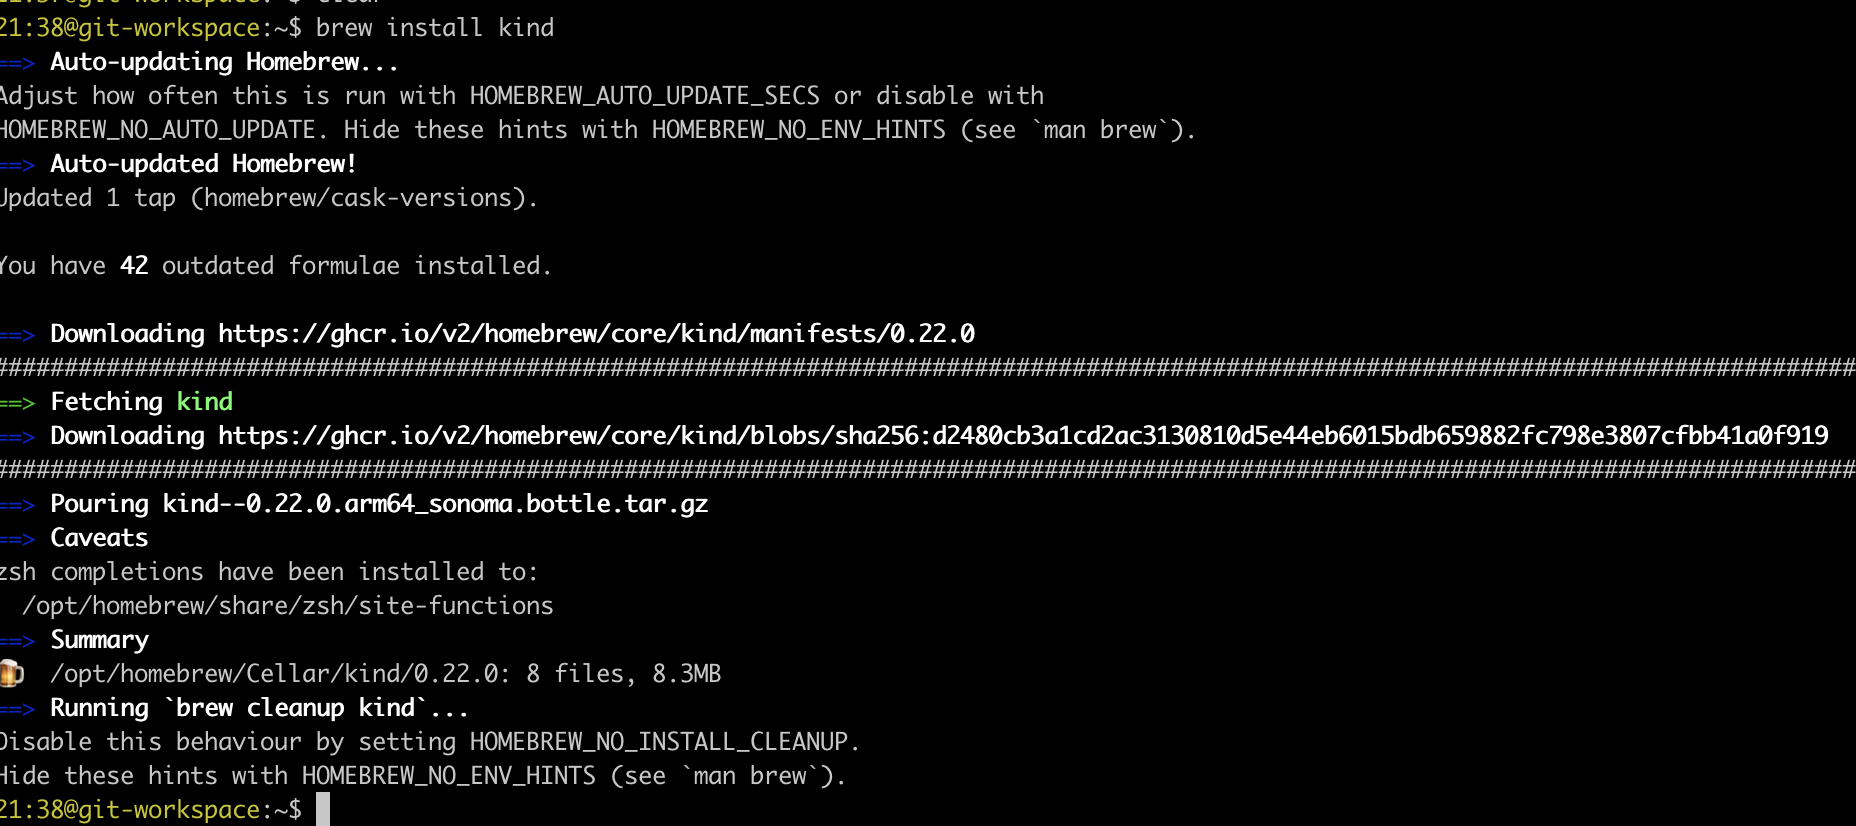 21:38@git-workspace:~$ brew install kind
==> Auto-updating Homebrew...
Adjust how often this is run with HOMEBREW_AUTO_UPDATE_SECS or disable with
HOMEBREW_NO_AUTO_UPDATE. Hide these hints with HOMEBREW_NO_ENV_HINTS (see `man brew`).
==> Auto-updated Homebrew!
Updated 1 tap (homebrew/cask-versions).
You have 42 outdated formulae installed.
==> Downloading https://ghcr.io/v2/homebrew/core/kind/manifests/0.22.0
####################################################################################################################################
==> Fetching kind
==> Downloading https://ghcr.io/v2/homebrew/core/kind/blobs/sha256:d2480cb3a1cd2ac3130810d5e44eb6015bdb659882fc798e3807cfbb41a0f919
####################################################################################################################################
==> Pouring kind--0.22.0.arm64_sonoma.bottle.tar.gz
==> Caveats
zsh completions have been installed to:
  /opt/homebrew/share/zsh/site-functions
==> Summary
🍺  /opt/homebrew/Cellar/kind/0.22.0: 8 files, 8.3MB
==> Running `brew cleanup kind`...
Disable this behaviour by setting HOMEBREW_NO_INSTALL_CLEANUP.
Hide these hints with HOMEBREW_NO_ENV_HINTS (see `man brew`).
21:38@git-workspace:~$